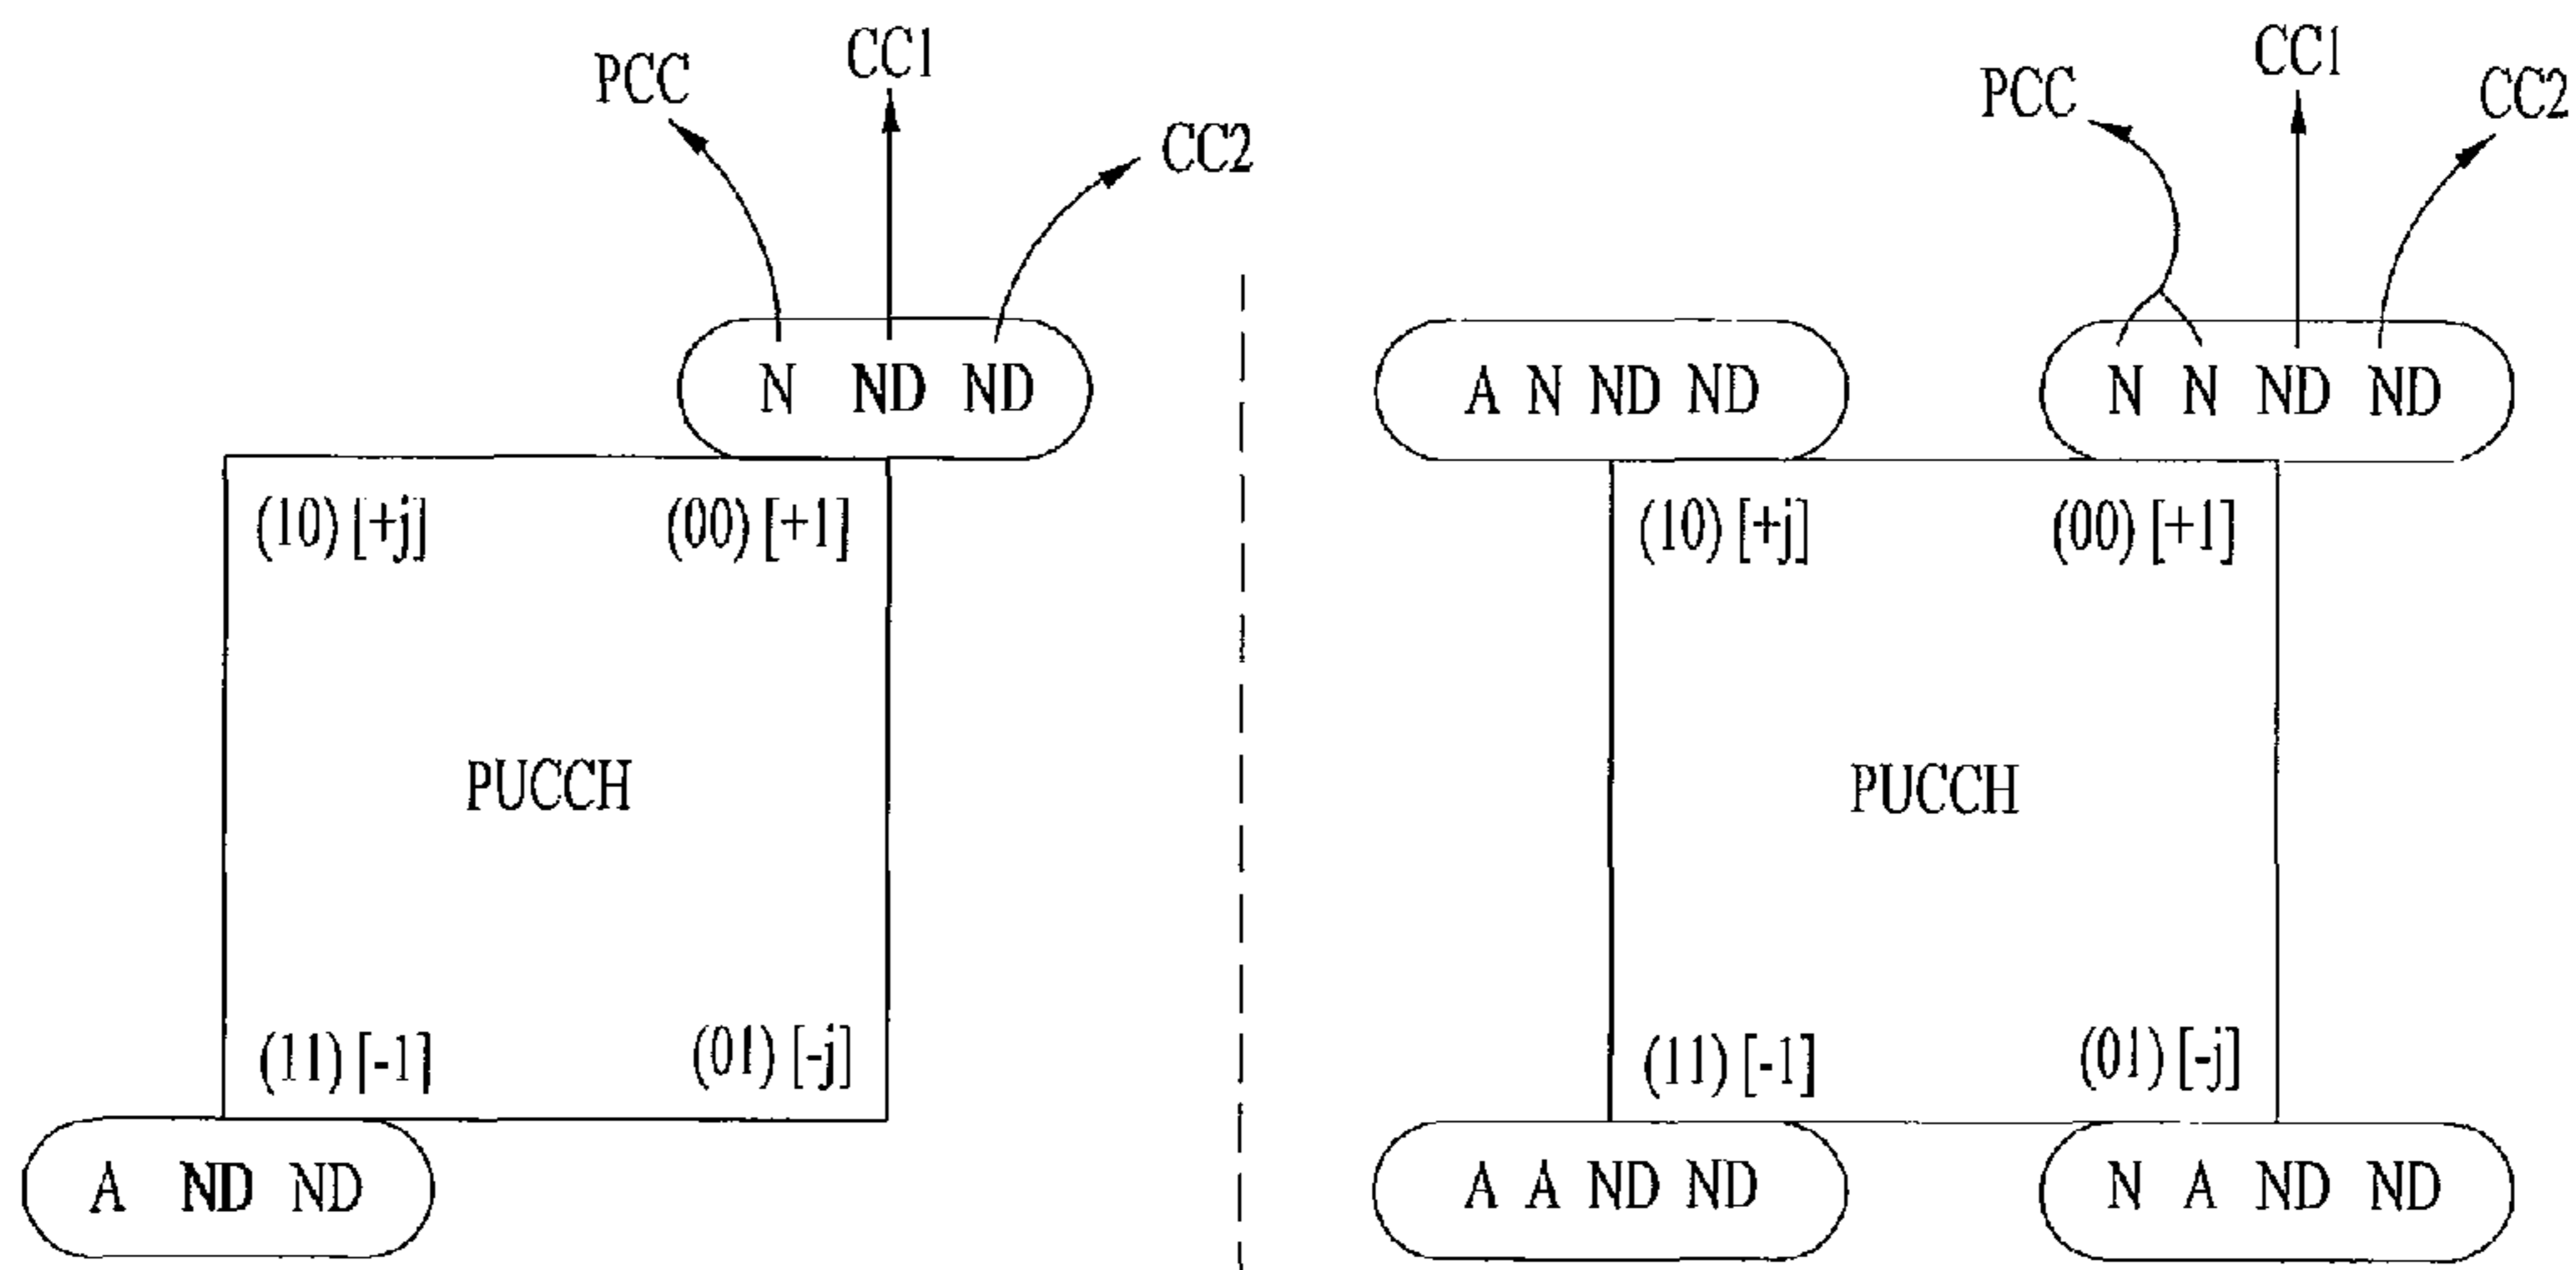 PCC CC1 CC2
N ND ND
(10) [+j] (00) [+1]
PUCCH
(11) [-1] (01) [-j]
A ND ND
PCC CC1 CC2
A N ND ND N N ND ND
(10) [+j] (00) [+1]
PUCCH
(11) [-1] (01) [-j]
A A ND ND N A ND ND